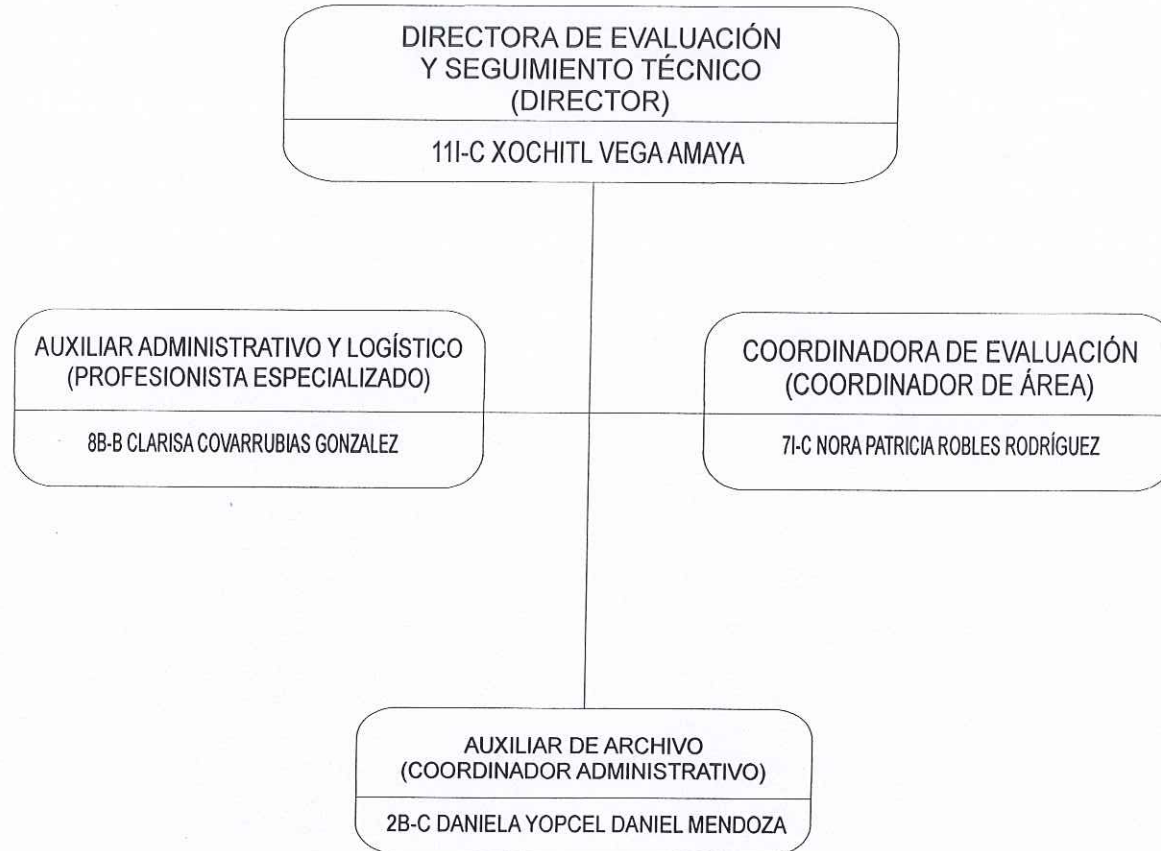 DIRECTORA DE EVALUACIÓN
Y SEGUIMIENTO TÉCNICO
(DIRECTOR)
11I-C XOCHITL VEGA AMAYA
AUXILIAR ADMINISTRATIVO Y LOGÍSTICO
(PROFESIONISTA ESPECIALIZADO)
8B-B CLARISA COVARRUBIAS GONZALEZ
COORDINADORA DE EVALUACIÓN
(COORDINADOR DE ÁREA)
7I-C NORA PATRICIA ROBLES RODRÍGUEZ
AUXILIAR DE ARCHIVO
(COORDINADOR ADMINISTRATIVO)
2B-C DANIELA YOPCEL DANIEL MENDOZA